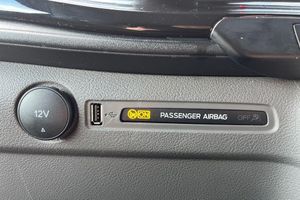 12V
ON PASSENGER AIRBAG OFF